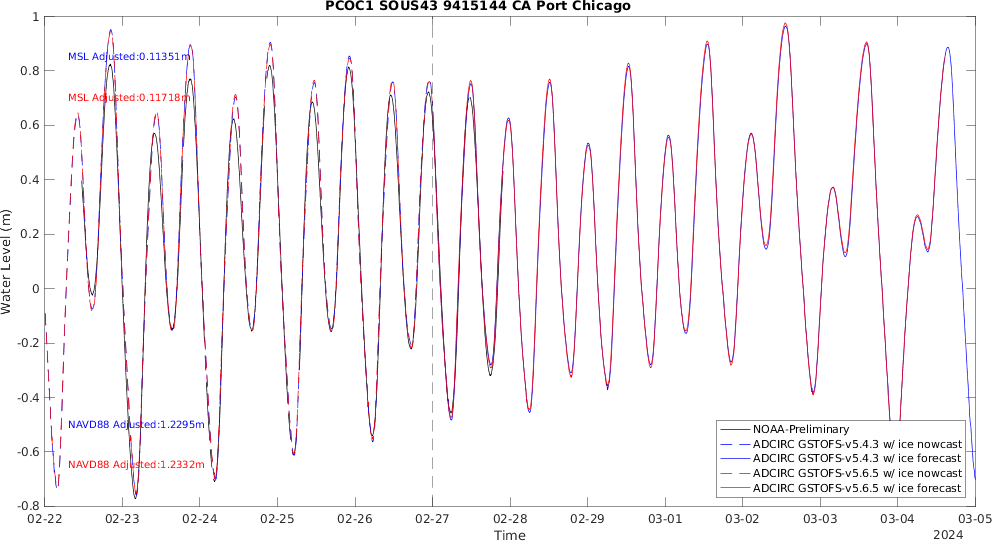 PCOC1 SOUS43 9415144 CA Port Chicago
1
0.8
0.6
0.4
0.2
0
-0.2
-0.4
-0.6
-0.8
Water Level (m)
MSL Adjusted:0.11351m
MSL Adjusted:0.11718m
NAVD88 Adjusted:1.2295m
NAVD88 Adjusted:1.2332m
NOAA-Preliminary
ADCIRC GSTOFS-v5.4.3 w/ ice nowcast
ADCIRC GSTOFS-v5.4.3 w/ ice forecast
ADCIRC GSTOFS-v5.6.5 w/ ice nowcast
ADCIRC GSTOFS-v5.6.5 w/ ice forecast
02-22 02-23 02-24 02-25 02-26 02-27 02-28 02-29 03-01 03-02 03-03 03-04 03-05
Time
2024